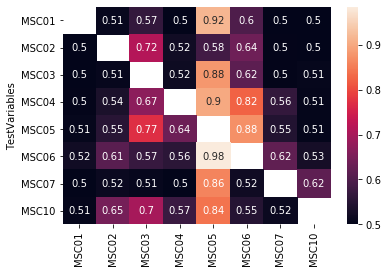 MSC01 0.51 0.57 0.5 0.92 0.6 0.5 0.5
MSC02 0.5 0.72 0.52 0.58 0.64 0.5 0.5
MSC03 0.5 0.51 0.52 0.88 0.62 0.5 0.51
MSC04 0.5 0.54 0.67 0.9 0.82 0.56 0.51
MSC05 0.51 0.55 0.77 0.64 0.88 0.55 0.51
MSC06 0.52 0.61 0.57 0.56 0.98 0.62 0.53
MSC07 0.5 0.52 0.51 0.5 0.86 0.52 0.62
MSC10 0.51 0.65 0.7 0.57 0.84 0.55 0.52
TestVariables
MSC01 MSC02 MSC03 MSC04 MSC05 MSC06 MSC07 MSC10
0.9
0.8
0.7
0.6
0.5